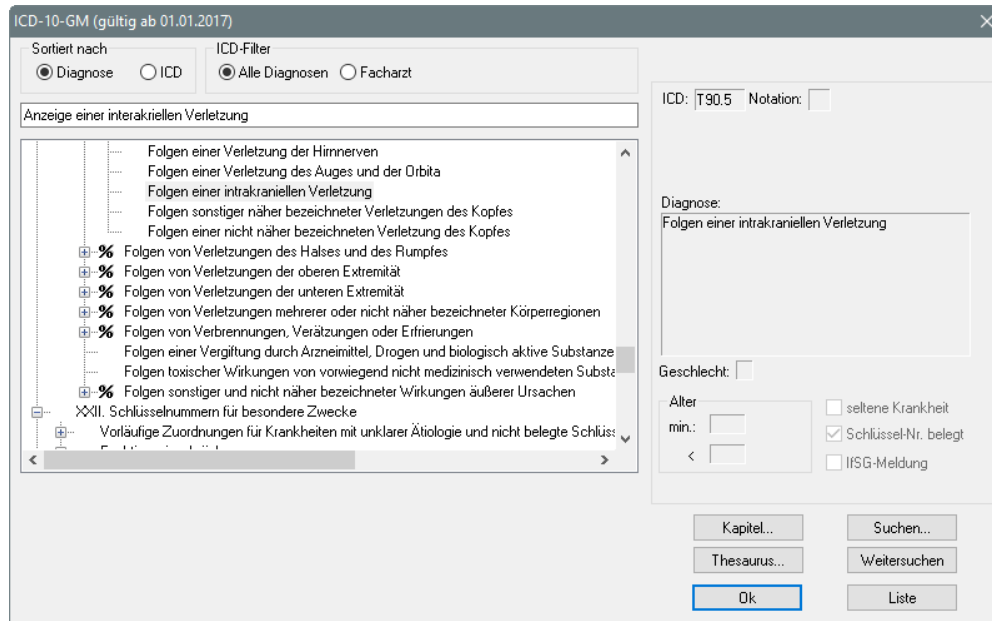 ICD-10-GM (gültig ab 01.01.2017)
Sortiert nach
Diagnose ICD
ICD-Filter
Alle Diagnosen Facharzt
Anzeige einer interakriellen Verletzung
Folgen einer Verletzung der Hirnnerven
Folgen einer Verletzung des Auges und der Orbita
Folgen einer intrakraniellen Verletzung
Folgen sonstiger näher bezeichneter Verletzungen des Kopfes
Folgen einer nicht näher bezeichneten Verletzung des Kopfes
% Folgen von Verletzungen des Halses und des Rumpfes
% Folgen von Verletzungen der oberen Extremität
% Folgen von Verletzungen der unteren Extremität
% Folgen von Verletzungen mehrerer oder nicht näher bezeichneter Körperregionen
% Folgen von Verbrennungen, Verätzungen oder Erfrierungen
Folgen einer Vergiftung durch Arzneimittel, Drogen und biologisch aktive Substanze
Folgen toxischer Wirkungen von vorwiegend nicht medizinisch verwendeten Substa
% Folgen sonstiger und nicht näher bezeichneter Wirkungen äußerer Ursachen
XXII. Schlüsselnummern für besondere Zwecke
Vorläufige Zuordnungen für Krankheiten mit unklarer Ätiologie und nicht belegte Schlüss
ICD: T90.5 Notation:
Diagnose:
Folgen einer intrakraniellen Verletzung
Geschlecht:
Alter
min.:
<
seltene Krankheit
Schlüssel-Nr. belegt
IfSG-Meldung
Kapitel... Suchen...
Thesaurus... Weitersuchen
Ok Liste